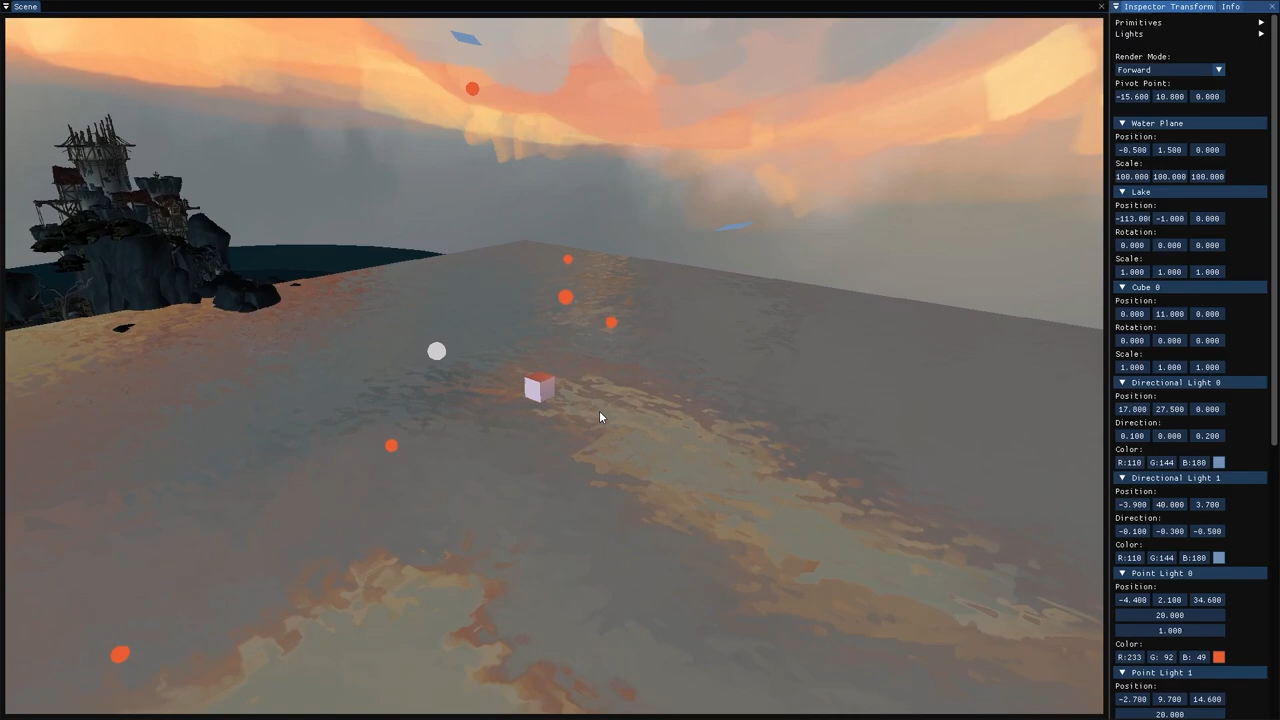 Scene
Inspector Transform Info
Primitives
Lights
Render Mode:
Forward
Pivot Point:
-15.600 10.800 0.000
Water Plane
Position:
-0.500 1.500 0.000
Scale:
100.000 100.000 100.000
Lake
Position:
-113.000 -1.000 0.000
Rotation:
0.000 0.000 0.000
Scale:
1.000 1.000 1.000
Cube 0
Position:
0.000 11.000 0.000
Rotation:
0.000 0.000 0.000
Scale:
1.000 1.000 1.000
Directional Light 0
Position:
17.800 27.500 0.000
Direction:
0.100 0.000 0.200
Color:
R:110 G:144 B:180
Directional Light 1
Position:
-3.900 40.000 3.700
Direction:
-0.100 -0.300 -0.500
Color:
R:110 G:144 B:180
Point Light 0
Position:
-4.400 2.100 34.600
20.000
1.000
Color:
R:233 G: 92 B: 49
Point Light 1
Position:
-2.700 9.700 14.600
20.000